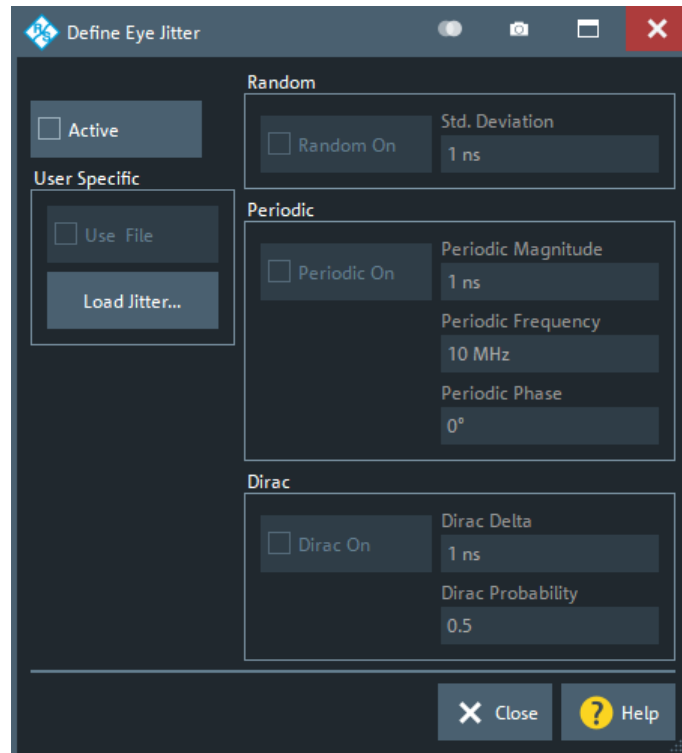 R&S Define Eye Jitter
Active
User Specific
Use File
Load Jitter...
Random
Random On
Std. Deviation
1 ns
Periodic
Periodic On
Periodic Magnitude
1 ns
Periodic Frequency
10 MHz
Periodic Phase
0°
Dirac
Dirac On
Dirac Delta
1 ns
Dirac Probability
0.5
Close
? Help